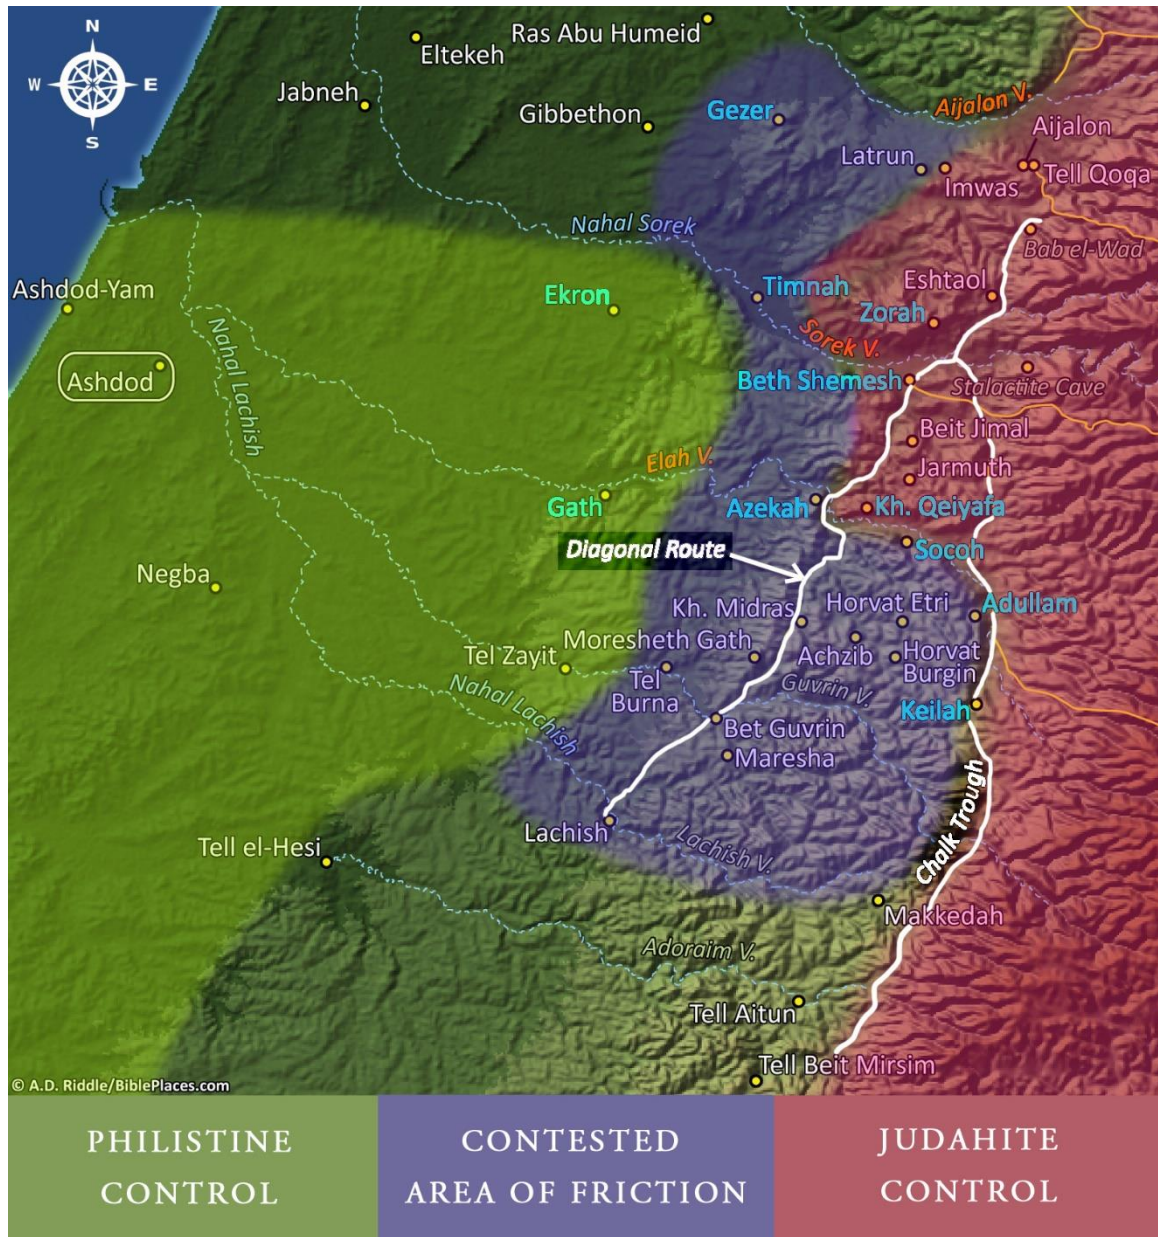 N
W
E
S
Ras Abu Humeid
Eltekeh
Jabneh
Gibbethon
Gezer
Aijalon V.
Aijalon
Latrun
Imwas
Tell Qoqa
Nahal Sorek
Bab el-Wad
Ashdod-Yam
Ekron
Timnah
Eshtaol
Zorah
Sorek V.
Nahal Lachish
Ashdod
Beth Shemesh
Stalactite Cave
Beit Jimal
Elah V.
Jarmuth
Gath
Azekah
Kh. Qeiyafa
Diagonal Route
Socoh
Negba
Kh. Midras
Horvat Etri
Adullam
Moresheth Gath
Achzib
Horvat
Burgin
Tel Zayit
Tel
Burna
Nahal Lachish
Guvrin V.
Keilah
Bet Guvrin
Maresha
Lachish
Lachish V.
Chalk Trough
Tell el-Hesi
Makkedah
Adoraim V.
Tell Aitun
Tell Beit Mirsim
© A.D. Riddle/BiblePlaces.com
PHILISTINE
CONTROL
CONTESTED
AREA OF FRICTION
JUDAHITE
CONTROL